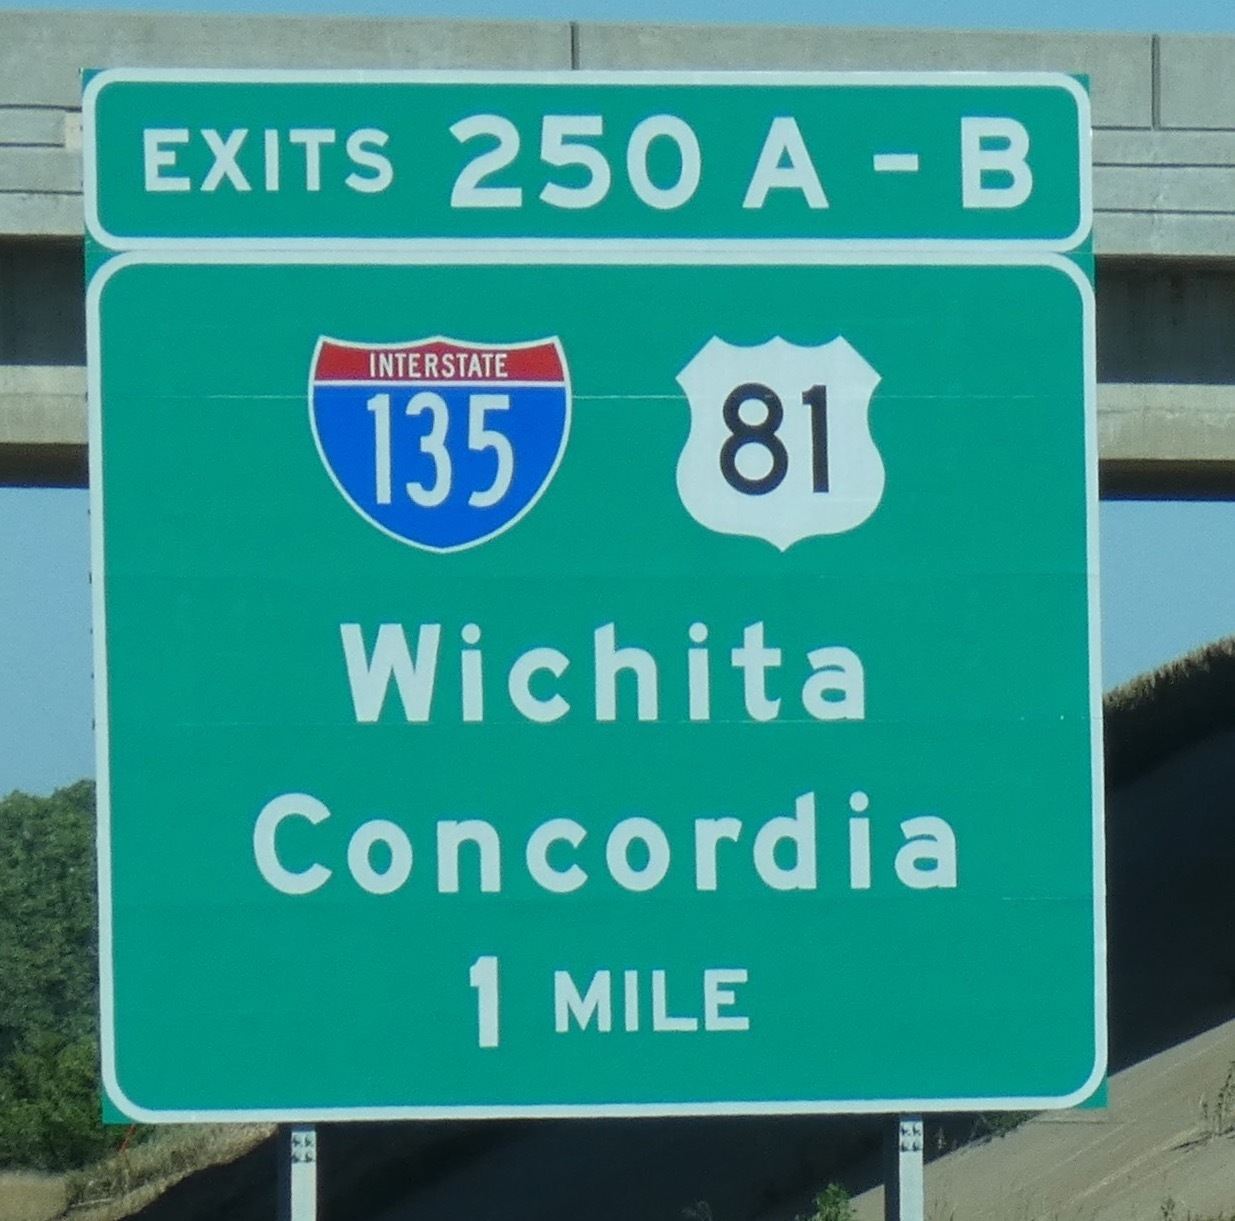 EXITS 250 A - B
INTERSTATE
135
81
Wichita
Concordia
1 MILE